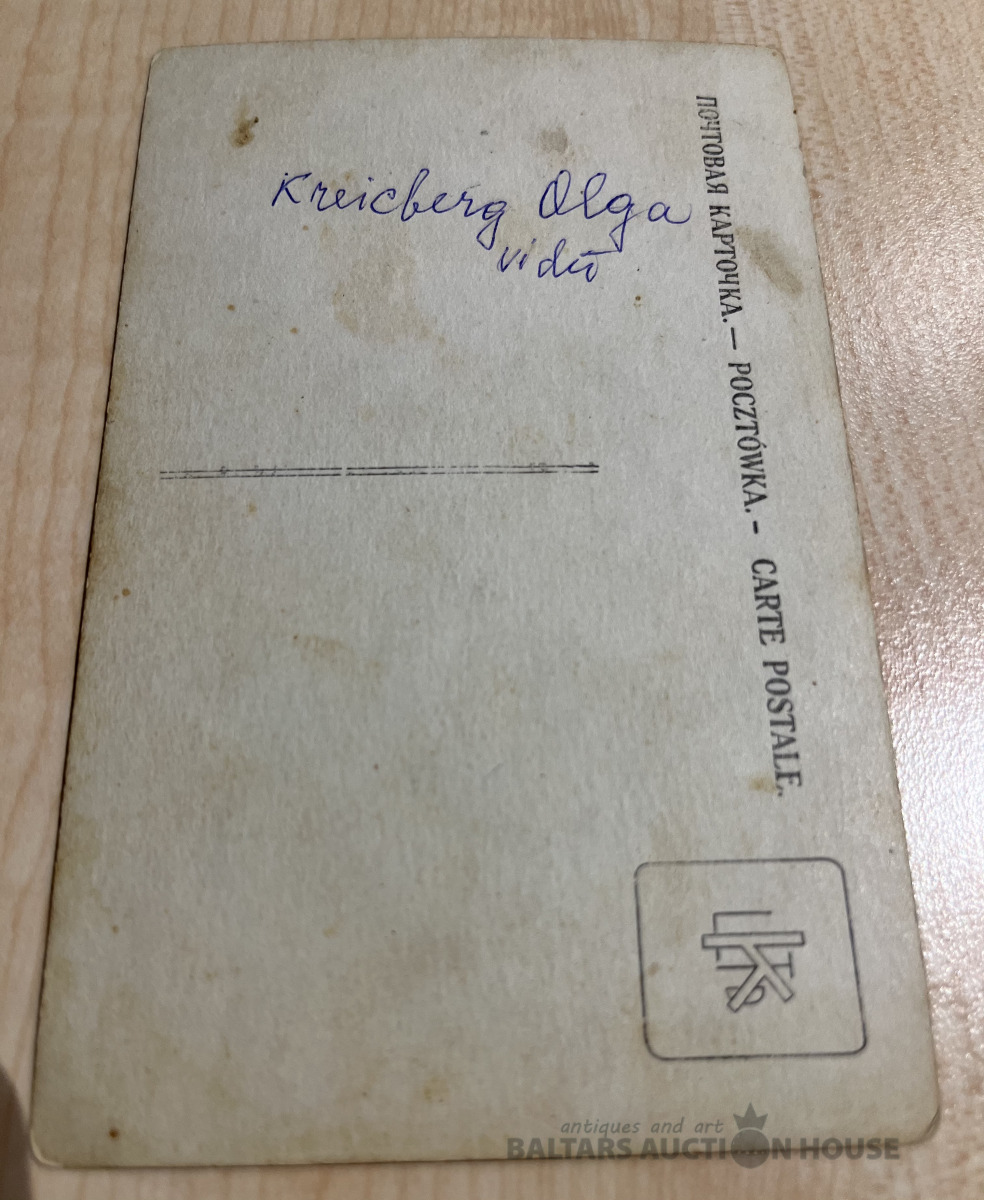 Kreicberg Olga
vidū
ПОЧТОВАЯ КАРТОЧКА.— POCZTÓWKA.- CARTE POSTALE.
antiques and art
BALTARS AUCTION HOUSE